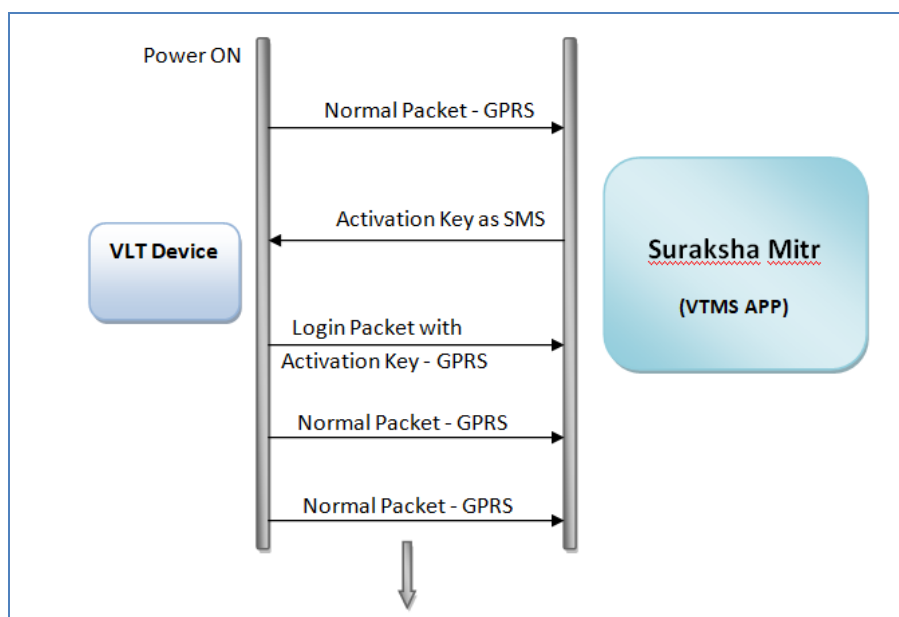 Power ON
Normal Packet - GPRS
Activation Key as SMS
VLT Device
Suraksha Mitr
(VTMS APP)
Login Packet with
Activation Key - GPRS
Normal Packet - GPRS
Normal Packet - GPRS